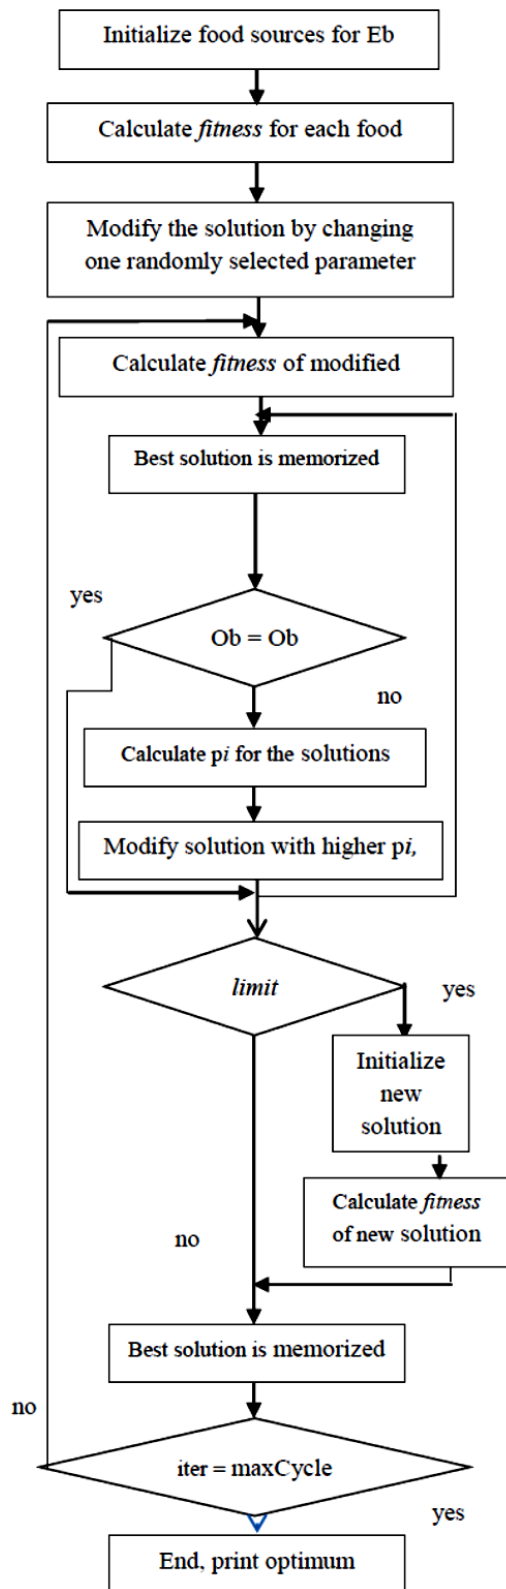 Initialize food sources for Eb
Calculate fitness for each food
Modify the solution by changing
one randomly selected parameter
Calculate fitness of modified
Best solution is memorized
yes
Ob = Ob
no
Calculate pi for the solutions
Modify solution with higher pi,
limit
yes
Initialize
new
solution
Calculate fitness
of new solution
no
Best solution is memorized
no
iter = maxCycle
yes
End, print optimum